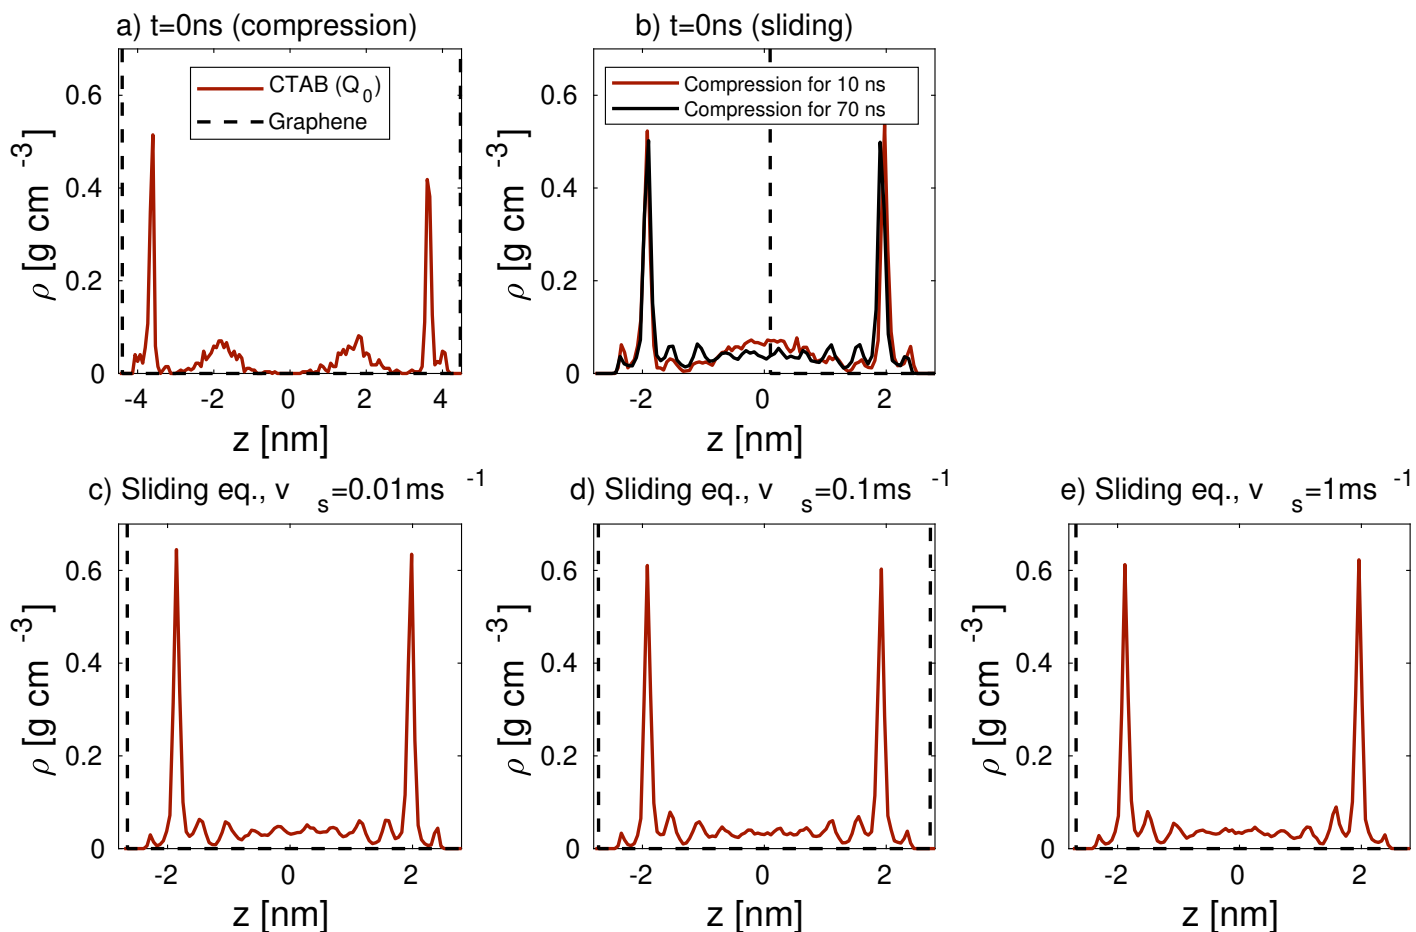 a) t=0ns (compression)
ρ [g cm -3]
0.6
0.4
0.2
0
CTAB (Q0)
Graphene
-4 -2 0 2 4
z [nm]
b) t=0ns (sliding)
ρ [g cm -3]
0.6
0.4
0.2
0
Compression for 10 ns
Compression for 70 ns
-2 0 2
z [nm]
c) Sliding eq., v s=0.01ms -1
ρ [g cm -3]
0.6
0.4
0.2
0
-2 0 2
z [nm]
d) Sliding eq., v s=0.1ms -1
ρ [g cm -3]
0.6
0.4
0.2
0
-2 0 2
z [nm]
e) Sliding eq., v s=1ms -1
ρ [g cm -3]
0.6
0.4
0.2
0
-2 0 2
z [nm]